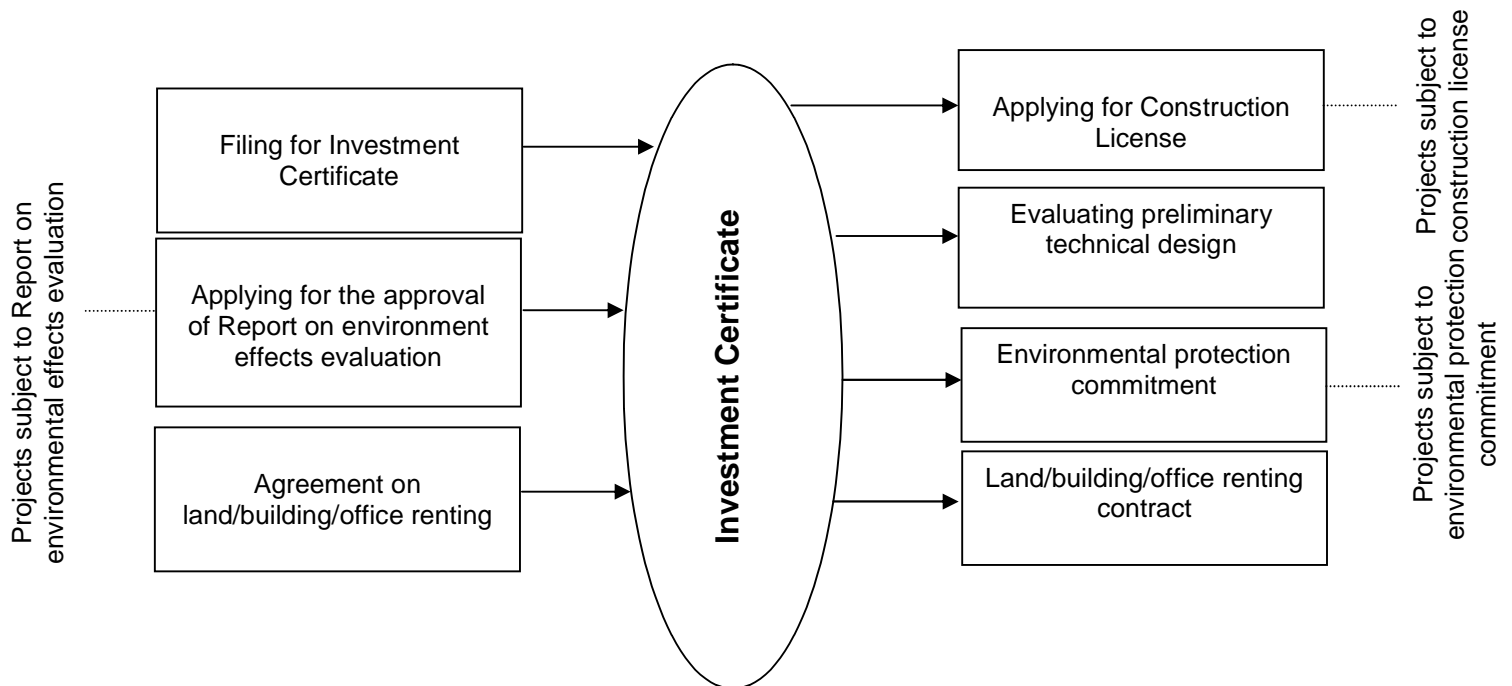 Projects subject to Report on
environmental effects evaluation
Filing for Investment
Certificate
Applying for the approval
of Report on environment
effects evaluation
Agreement on
land/building/office renting
Investment Certificate
Applying for Construction
License
Evaluating preliminary
technical design
Environmental protection
commitment
Land/building/office renting
contract
Projects subject to
construction license
Projects subject to
environmental protection
commitment